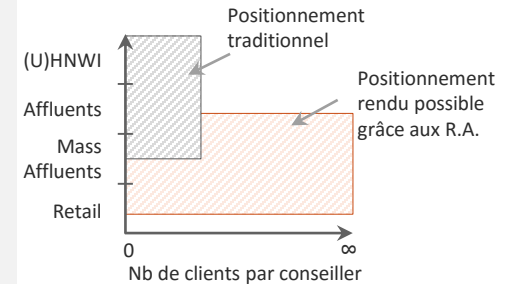 Positionnement
traditionnel
(U)HNWI
Positionnement
rendu possible
grâce aux R.A.
Affluents
Mass
Affluents
Retail
0
∞
Nb de clients par conseiller